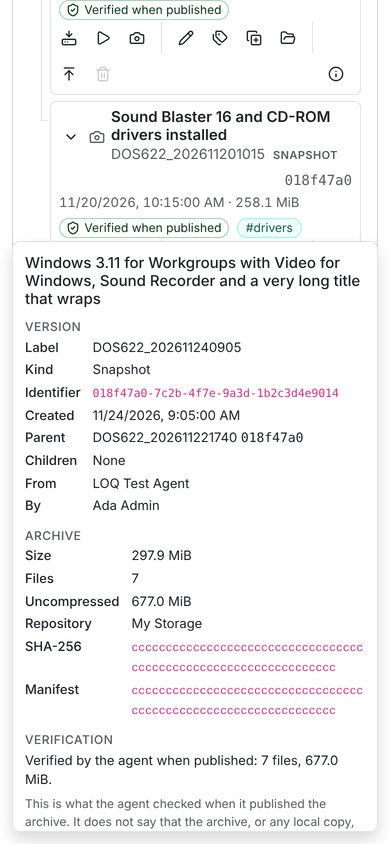 Verified when published
Sound Blaster 16 and CD-ROM
drivers installed
DOS622_202611201015 SNAPSHOT
018f47a0
11/20/2026, 10:15:00 AM · 258.1 MiB
Verified when published #drivers
Windows 3.11 for Workgroups with Video for
Windows, Sound Recorder and a very long title
that wraps
VERSION
Label DOS622_202611240905
Kind Snapshot
Identifier 018f47a0-7c2b-4f7e-9a3d-1b2c3d4e9014
Created 11/24/2026, 9:05:00 AM
Parent DOS622_202611221740 018f47a0
Children None
From LOQ Test Agent
By Ada Admin
ARCHIVE
Size 297.9 MiB
Files 7
Uncompressed 677.0 MiB
Repository My Storage
SHA-256 cccccccccccccccccccccccccccccccccc
cccccccccccccccccccccccccccccc
Manifest cccccccccccccccccccccccccccccccccc
cccccccccccccccccccccccccccccc
VERIFICATION
Verified by the agent when published: 7 files, 677.0
MiB.
This is what the agent checked when it published the
archive. It does not say that the archive, or any local copy,